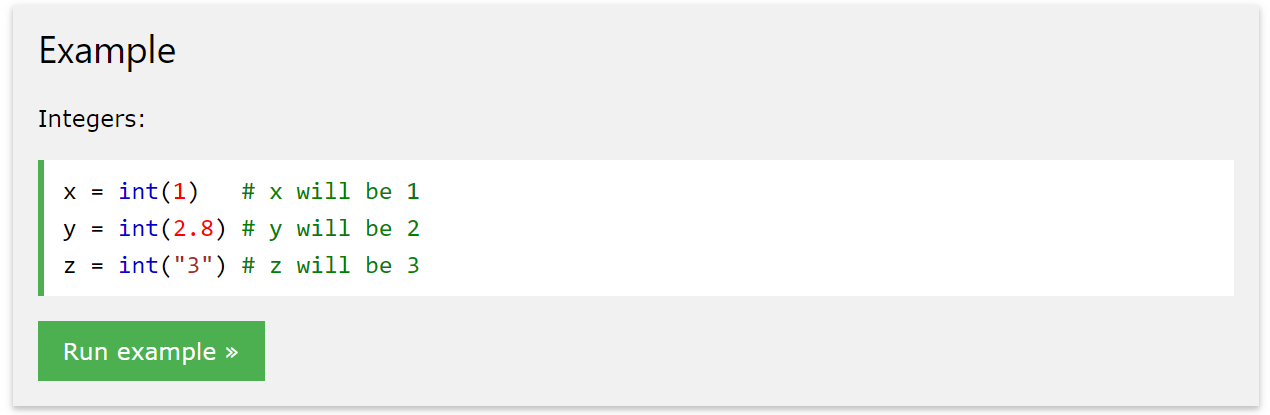 Example
Integers:
x = int(1)   # x will be 1
y = int(2.8) # y will be 2
z = int("3") # z will be 3
Run example »